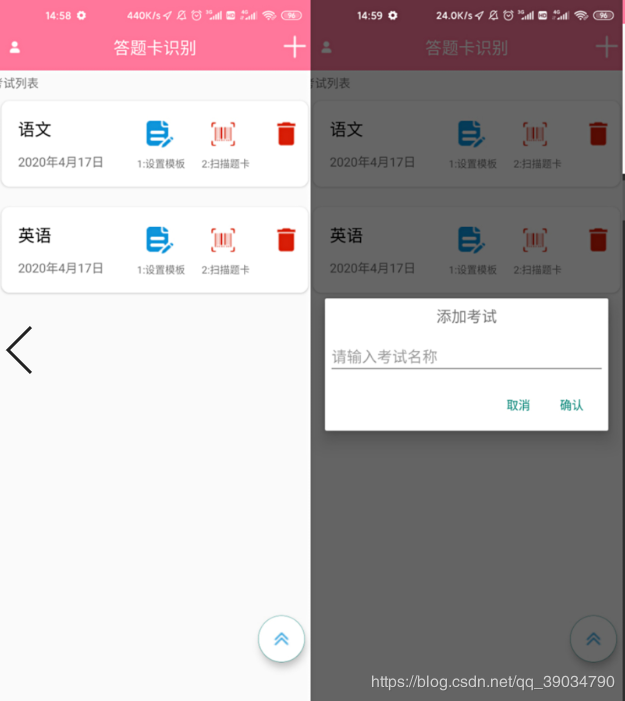 14:58 440K/s 96
答题卡识别
考试列表
语文
2020年4月17日 1:设置模板 2:扫描题卡
英语
2020年4月17日 1:设置模板 2:扫描题卡
14:59 24.0K/s 96
答题卡识别
考试列表
语文
2020年4月17日 1:设置模板 2:扫描题卡
英语
2020年4月17日 1:设置模板 2:扫描题卡
添加考试
请输入考试名称
取消 确认
https://blog.csdn.net/qq_39034790